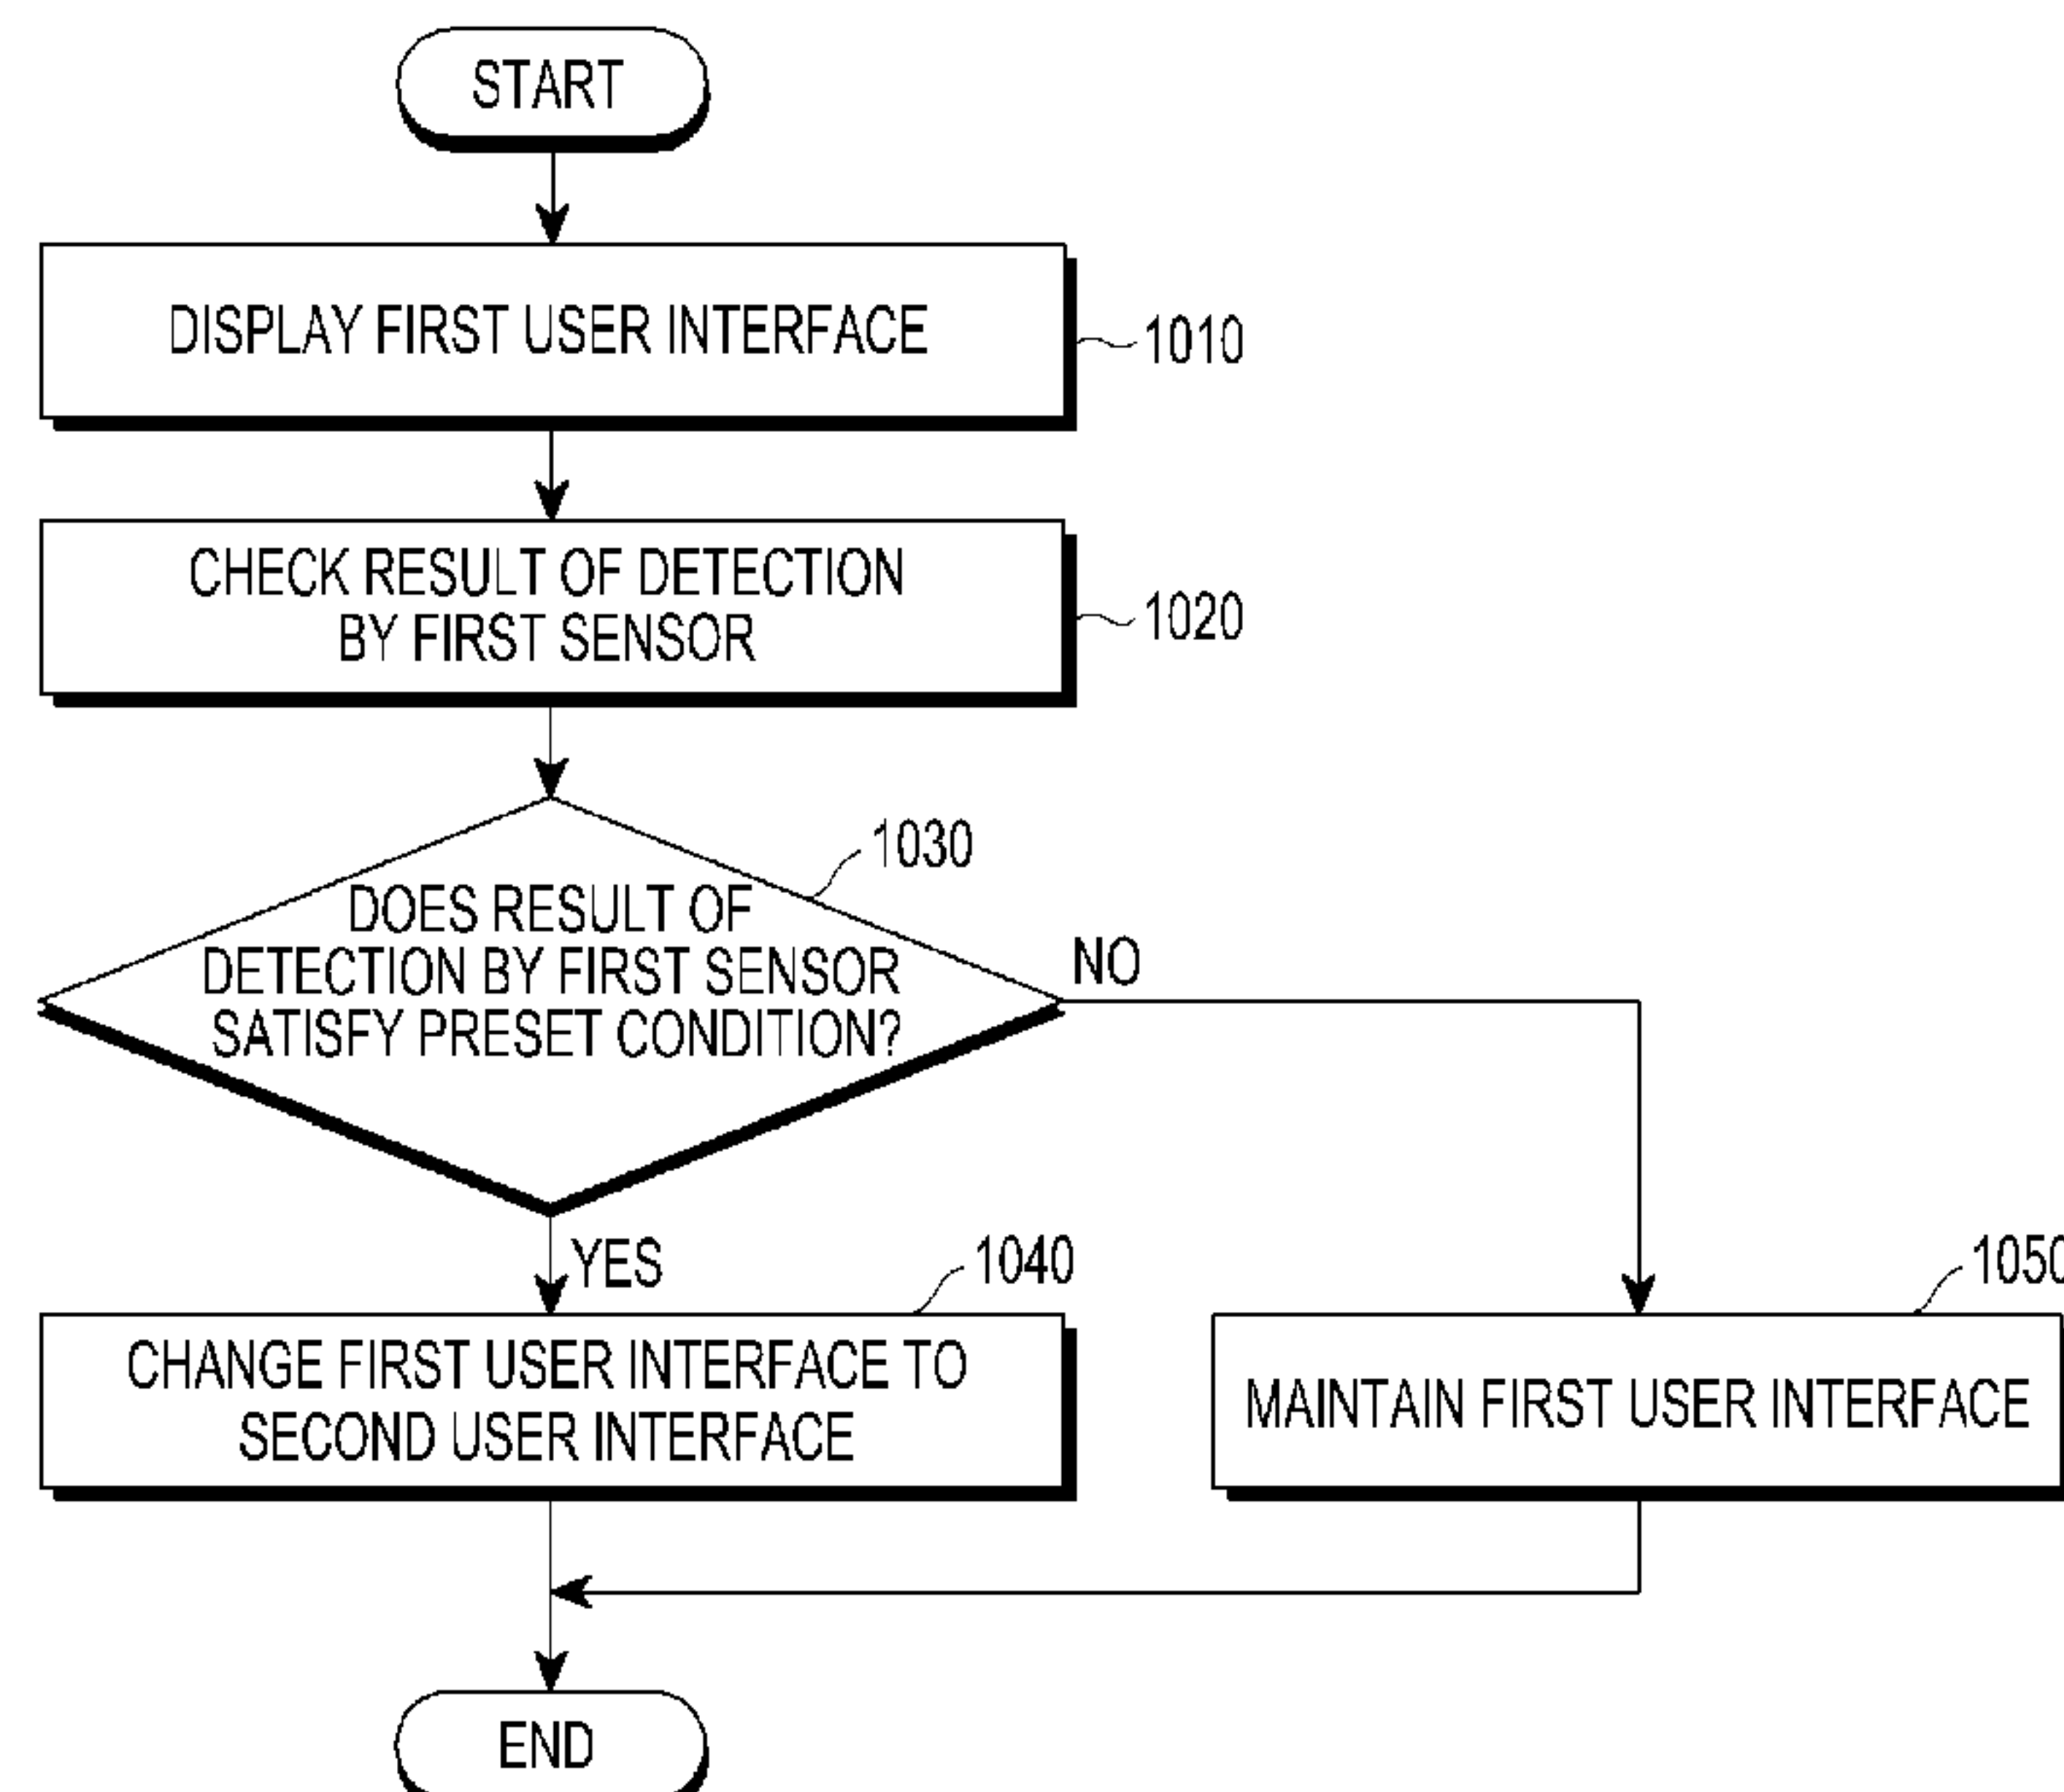 START
DISPLAY FIRST USER INTERFACE
1010
CHECK RESULT OF DETECTION
BY FIRST SENSOR
1020
1030
DOES RESULT OF
DETECTION BY FIRST SENSOR
SATISFY PRESET CONDITION?
NO
YES
1040
CHANGE FIRST USER INTERFACE TO
SECOND USER INTERFACE
1050
MAINTAIN FIRST USER INTERFACE
END